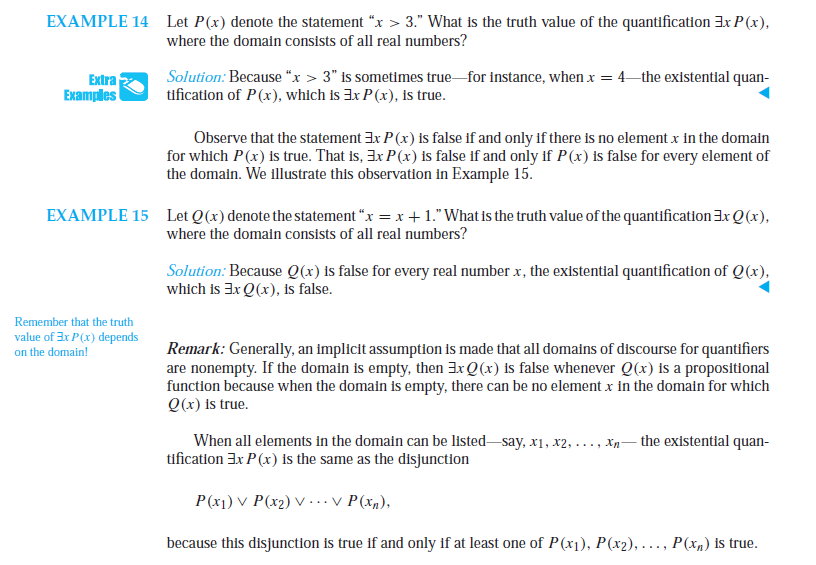 EXAMPLE 14 Let P(x) denote the statement “x > 3.” What is the truth value of the quantification ∃xP(x),
where the domain consists of all real numbers?
Extra
Examples
Solution: Because “x > 3” is sometimes true—for instance, when x = 4—the existential quan-
tification of P(x), which is ∃xP(x), is true.
Observe that the statement ∃xP(x) is false if and only if there is no element x in the domain
for which P(x) is true. That is, ∃xP(x) is false if and only if P(x) is false for every element of
the domain. We illustrate this observation in Example 15.
EXAMPLE 15 Let Q(x) denote the statement “x = x + 1.” What is the truth value of the quantification ∃xQ(x),
where the domain consists of all real numbers?
Solution: Because Q(x) is false for every real number x, the existential quantification of Q(x),
which is ∃xQ(x), is false.
Remember that the truth
value of ∃xP(x) depends
on the domain!
Remark: Generally, an implicit assumption is made that all domains of discourse for quantifiers
are nonempty. If the domain is empty, then ∃xQ(x) is false whenever Q(x) is a propositional
function because when the domain is empty, there can be no element x in the domain for which
Q(x) is true.
When all elements in the domain can be listed—say, x1, x2, . . . , xn— the existential quan-
tification ∃xP(x) is the same as the disjunction
P(x1) ∨ P(x2) ∨ · · · ∨ P(xn),
because this disjunction is true if and only if at least one of P(x1), P(x2), . . . , P(xn) is true.